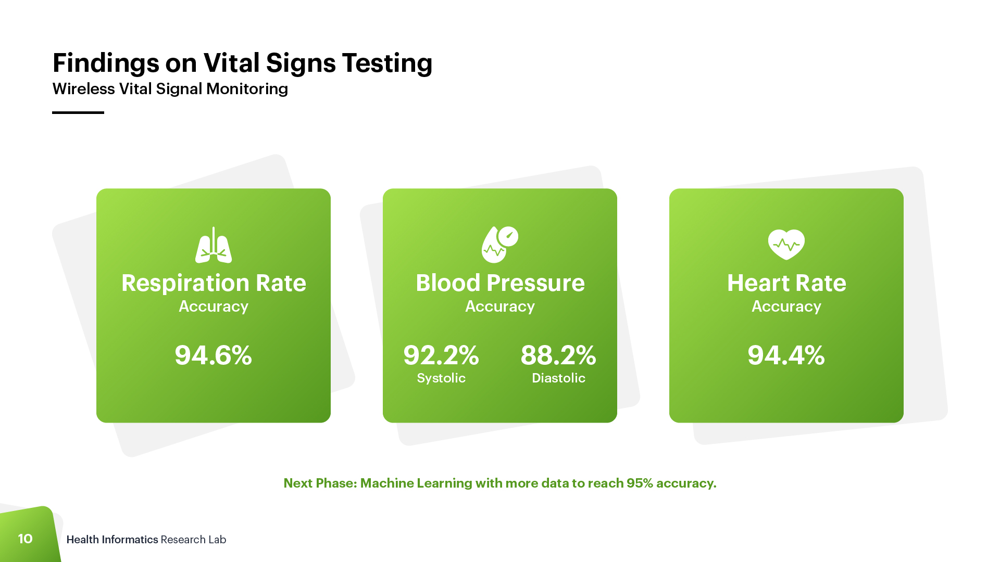 Findings on Vital Signs Testing
Wireless Vital Signal Monitoring
Respiration Rate
Accuracy
94.6%
Blood Pressure
Accuracy
92.2%
Systolic
88.2%
Diastolic
Heart Rate
Accuracy
94.4%
Next Phase: Machine Learning with more data to reach 95% accuracy.
10
Health Informatics Research Lab